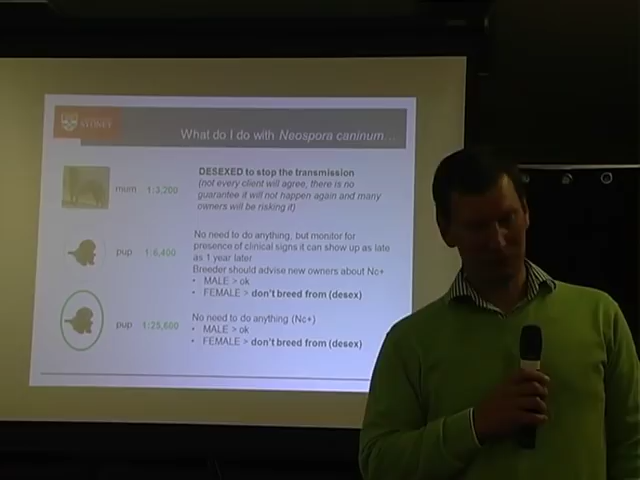 SYDNEY
What do I do with Neospora caninum…
mum 1:3,200
DESEXED to stop the transmission
(not every client will agree, there is no
guarantee it will not happen again and many
owners will be risking it)
pup 1:6,400
No need to do anything, but monitor for
presence of clinical signs it can show up as late
as 1 year later
Breeder should advise new owners about Nc+
• MALE > ok
• FEMALE > don't breed from (desex)
pup 1:25,600
No need to do anything (Nc+)
• MALE > ok
• FEMALE > don't breed from (desex)